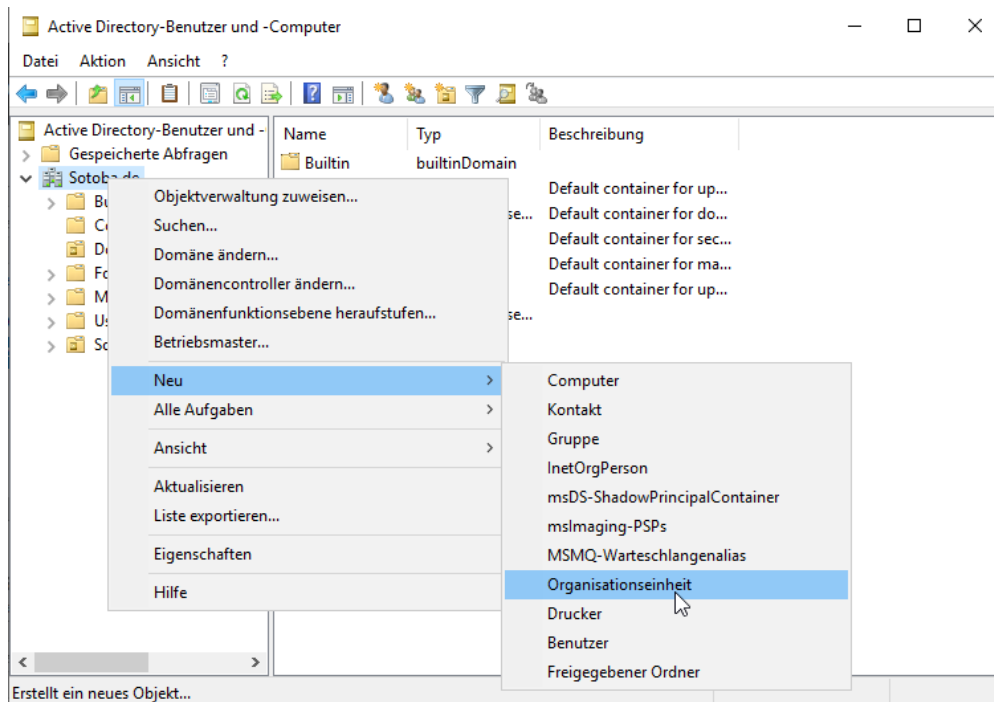 Active Directory-Benutzer und -Computer
Datei Aktion Ansicht ?
Active Directory-Benutzer und -
Gespeicherte Abfragen
Name Typ Beschreibung
Builtin builtinDomain
Default container for up...
se... Default container for do...
Default container for sec...
Default container for ma...
Default container for up...
se...
Objektverwaltung zuweisen...
Suchen...
Domäne ändern...
Domänencontroller ändern...
Domänenfunktionsebene heraufstufen...
Betriebsmaster...
Neu
Alle Aufgaben
Ansicht
Aktualisieren
Liste exportieren...
Eigenschaften
Hilfe
Computer
Kontakt
Gruppe
InetOrgPerson
msDS-ShadowPrincipalContainer
msImaging-PSPs
MSMQ-Warteschlangenalias
Organisationseinheit
Drucker
Benutzer
Freigegebener Ordner
Erstellt ein neues Objekt...